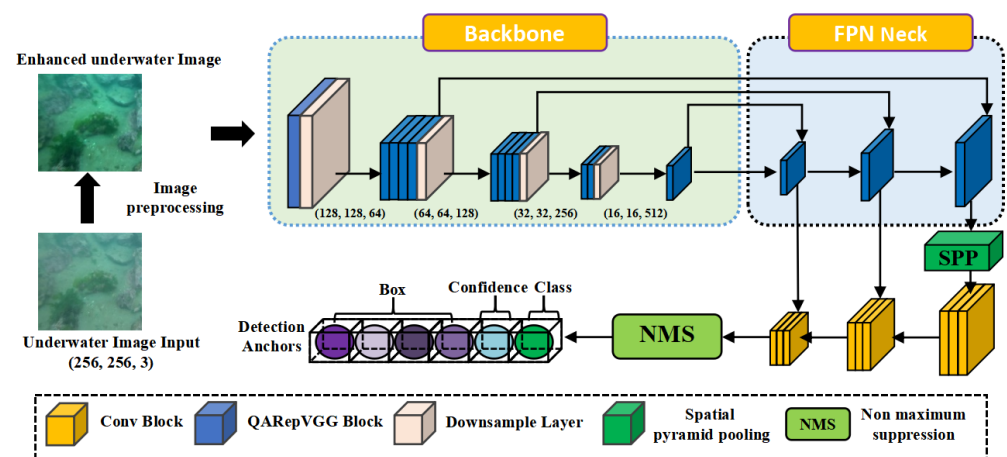 Backbone
FPN Neck
Enhanced underwater Image
Image
preprocessing
(128, 128, 64)
(64, 64, 128)
(32, 32, 256)
(16, 16, 512)
SPP
Box
Confidence
Class
Detection
Anchors
NMS
Underwater Image Input
(256, 256, 3)
Conv Block
QARepVGG Block
Downsample Layer
Spatial
pyramid pooling
NMS
Non maximum
suppression